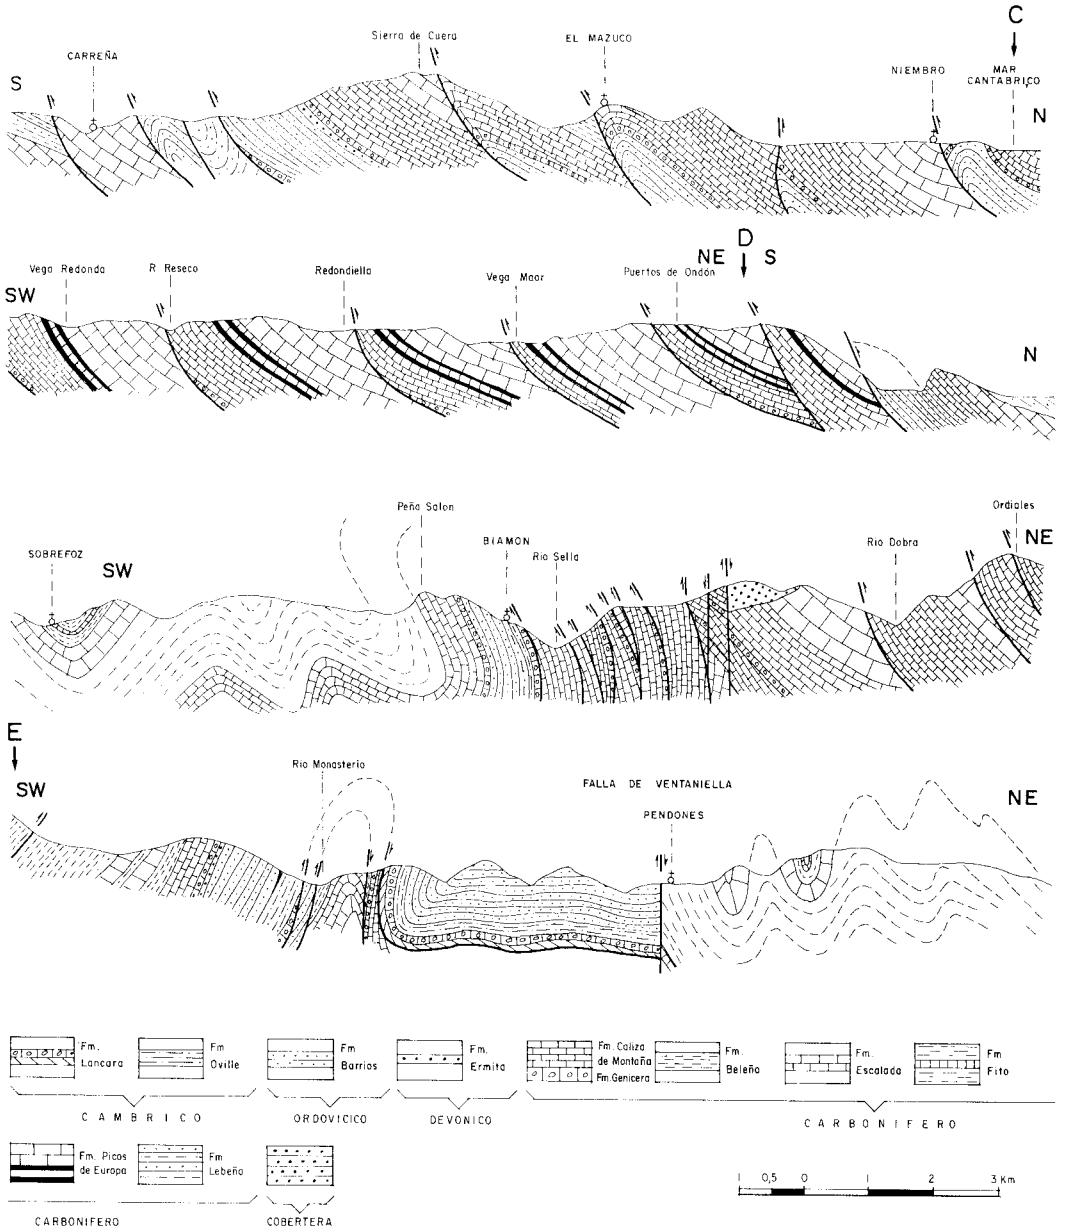 C
Sierra de Cuera
EL MAZUCO
CARREÑA
NIEMBRO
MAR
CANTABRICO
S
N
D
NE
S
Vega Redonda
R Reseco
Redondiella
Vega Maor
Puertos de Ondón
SW
N
Peña Salon
Ordiales
BIAMON
SOBREFOZ
Rio Sella
Rio Dobra
SW
NE
E
Rio Monasterio
FALLA DE VENTANIELLA
SW
NE
PENDONES
Fm.
Lancara
Fm
Oville
Fm
Barrios
Fm.
Ermita
Fm. Caliza
de Montaña
Fm. Genicera
Fm.
Beleño
Fm.
Escalada
Fm
Fito
CAMBRICO
ORDOVICICO
DEVONICO
CARBONIFERO
Fm. Picos
de Europa
Fm
Lebeña
1 0,5 0 1 2 3 Km
CARBONIFERO
COBERTERA